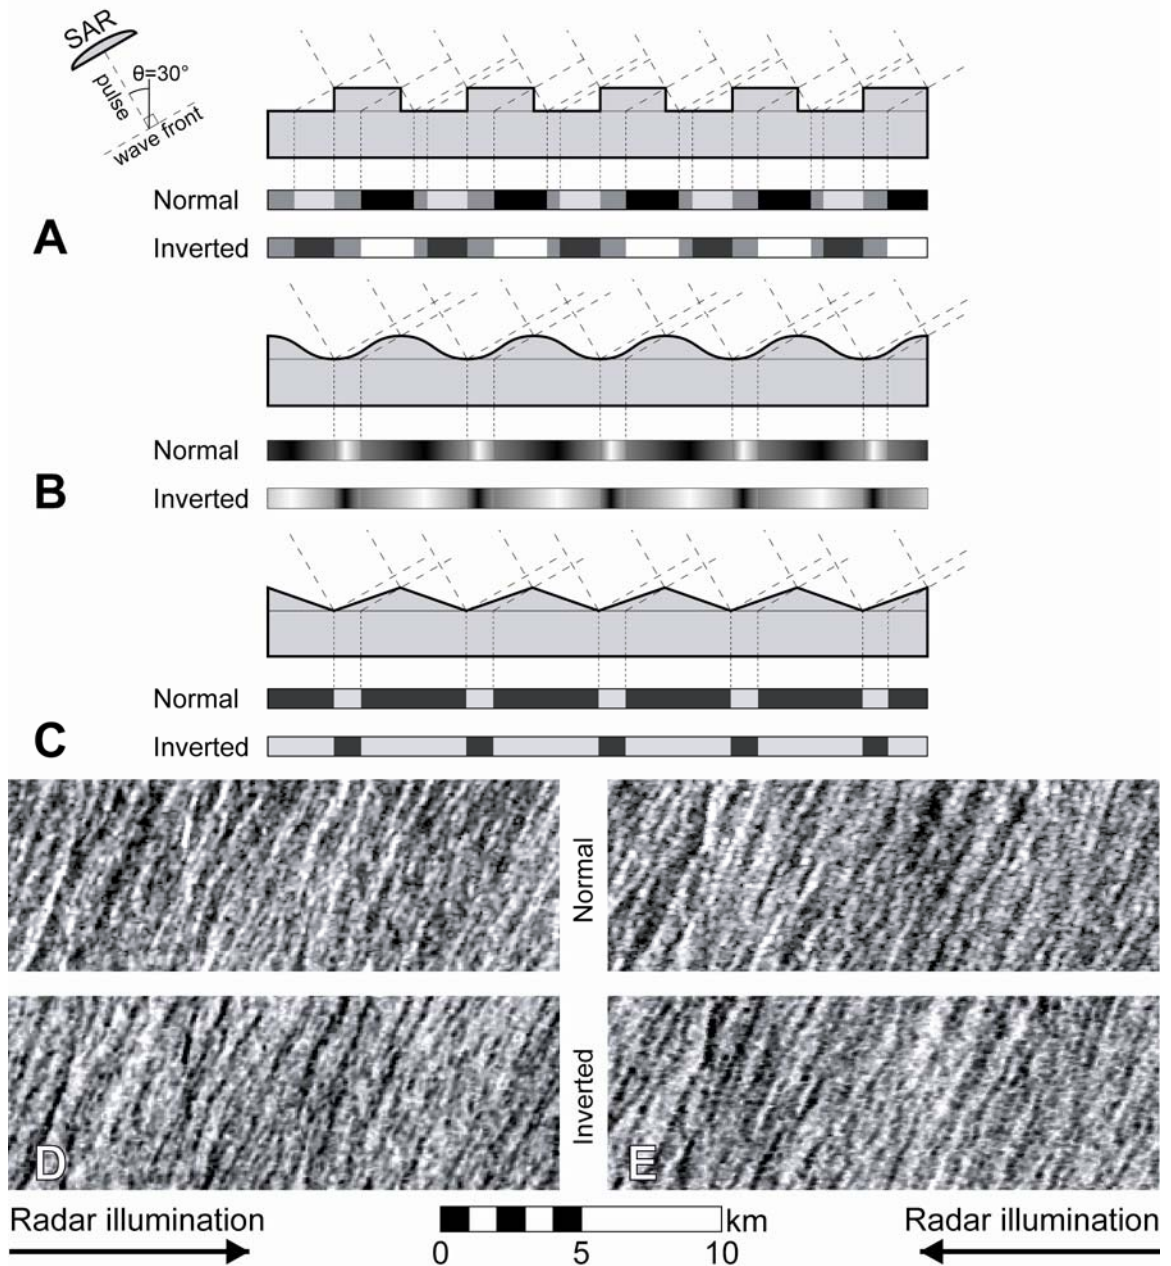 SAR
θ=30°
pulse
wave front
Normal
A
Inverted
Normal
B
Inverted
Normal
C
Inverted
Normal
Inverted
D
E
Radar illumination
km
Radar illumination
0
5
10